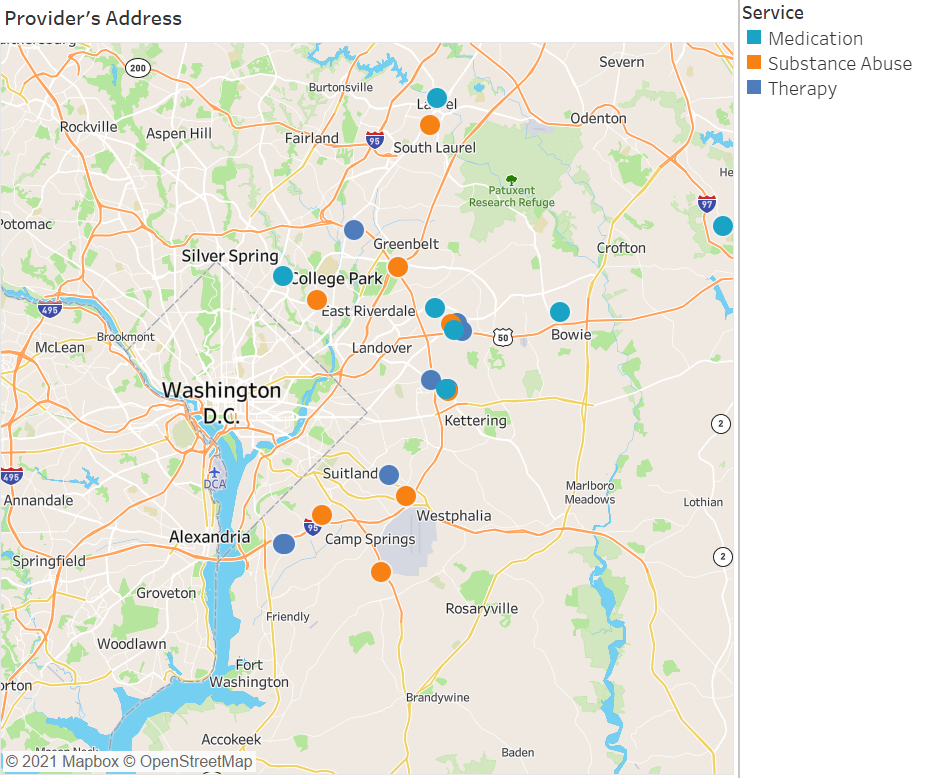 Provider's Address
Service
Medication
Substance Abuse
Therapy
200
Severn
Burtonsville
Rockville
Aspen Hill
Fairland
95
South Laurel
Odenton
Patuxent
Research Refuge
97
Potomac
Silver Spring
Greenbelt
Crofton
College Park
495
East Riverdale
McLean
Brookmont
Landover
50
Bowie
Washington
D.C.
Kettering
2
495
DCA
Suitland
Annandale
Marlboro
Meadows
Lothian
Westphalia
95
Alexandria
Camp Springs
2
Springfield
Groveton
Friendly
Rosaryville
Woodlawn
Fort
Washington
Brandywine
Accokeek
Baden
© 2021 Mapbox © OpenStreetMap